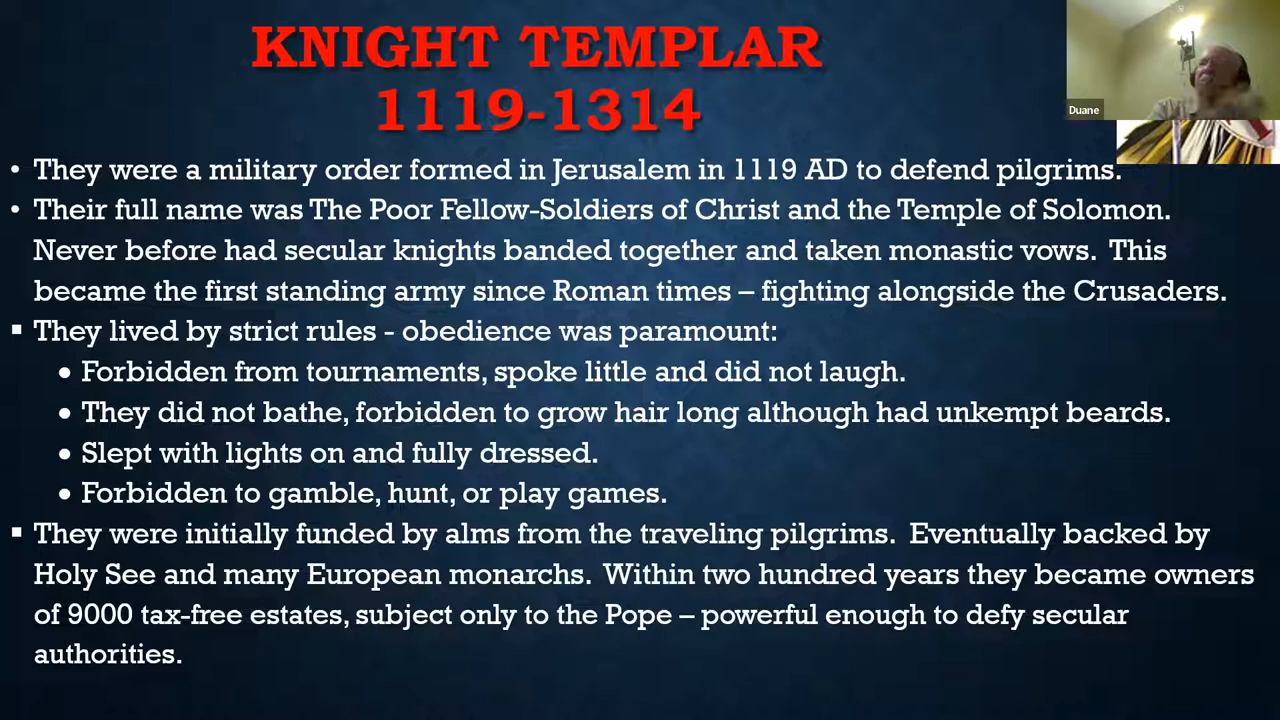 KNIGHT TEMPLAR
1119-1314
Duane
• They were a military order formed in Jerusalem in 1119 AD to defend pilgrims.
• Their full name was The Poor Fellow-Soldiers of Christ and the Temple of Solomon.
Never before had secular knights banded together and taken monastic vows. This
became the first standing army since Roman times – fighting alongside the Crusaders.
▪ They lived by strict rules - obedience was paramount:
• Forbidden from tournaments, spoke little and did not laugh.
• They did not bathe, forbidden to grow hair long although had unkempt beards.
• Slept with lights on and fully dressed.
• Forbidden to gamble, hunt, or play games.
▪ They were initially funded by alms from the traveling pilgrims. Eventually backed by
Holy See and many European monarchs. Within two hundred years they became owners
of 9000 tax-free estates, subject only to the Pope – powerful enough to defy secular
authorities.